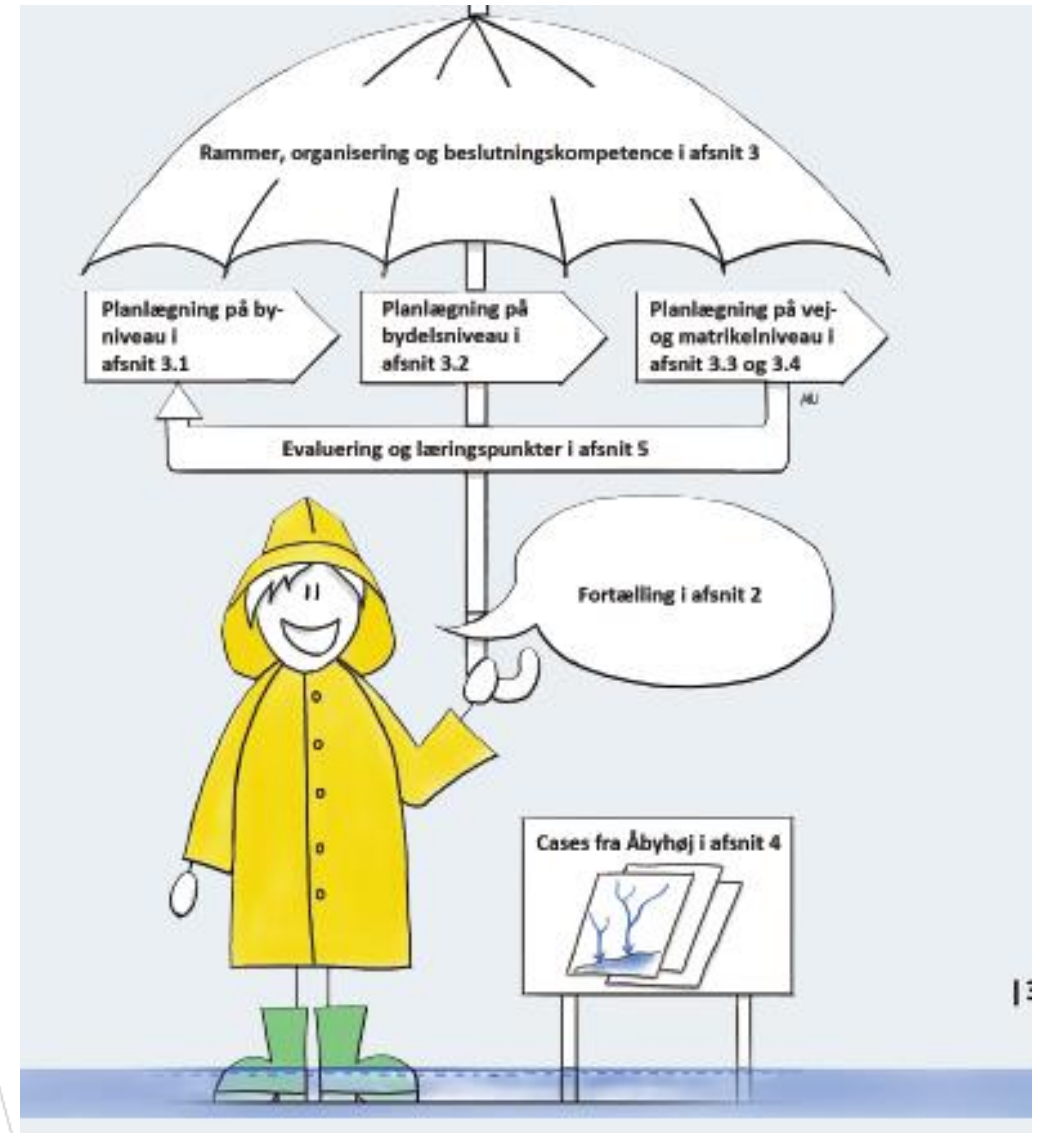 Rammer, organisering og beslutningskompetence i afsnit 3
Planlægning på by-
niveau i
afsnit 3.1
Planlægning på
bydelsniveau i
afsnit 3.2
Planlægning på vej-
og matrikelniveau i
afsnit 3.3 og 3.4
Evaluering og læringspunkter i afsnit 5
Fortælling i afsnit 2
Cases fra Åbyhøj i afsnit 4